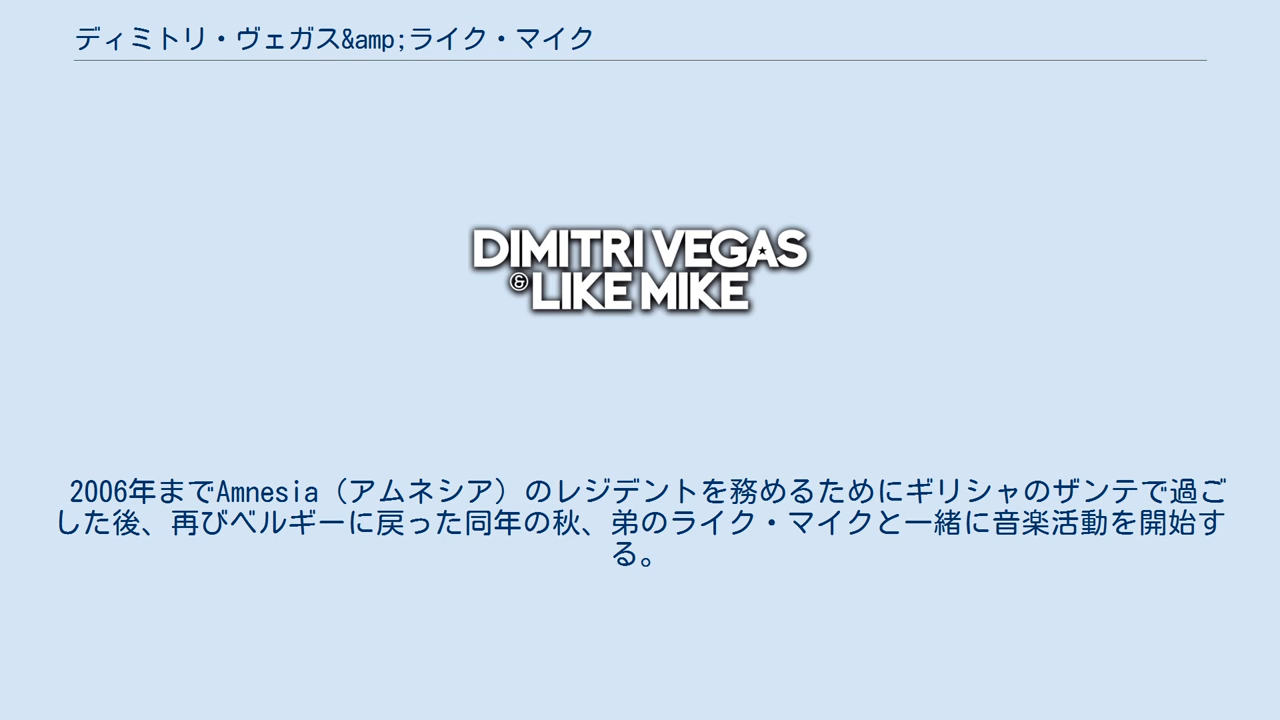 ディミトリ・ヴェガス&amp;ライク・マイク
DIMITRI VEGAS
& LIKE MIKE
2006年までAmnesia（アムネシア）のレジデントを務めるためにギリシャのザンテで過ご
した後、再びベルギーに戻った同年の秋、弟のライク・マイクと一緒に音楽活動を開始す
る。